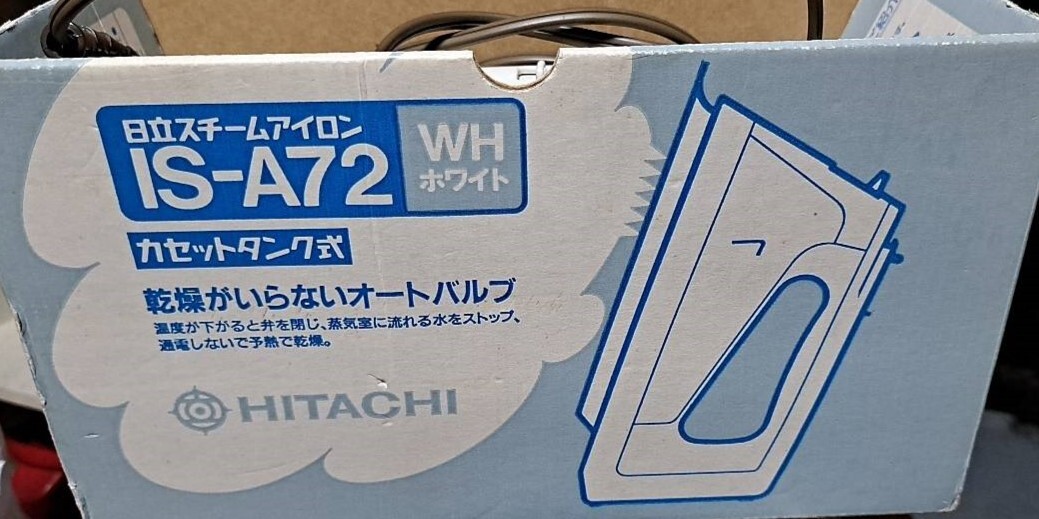 日立スチームアイロン
IS-A72
WH
ホワイト
カセットタンク式
乾燥がいらないオートバルブ
温度が下がると弁を閉じ、蒸気室に流れる水をストップ、
通電しないで予熱で乾燥。
HITACHI